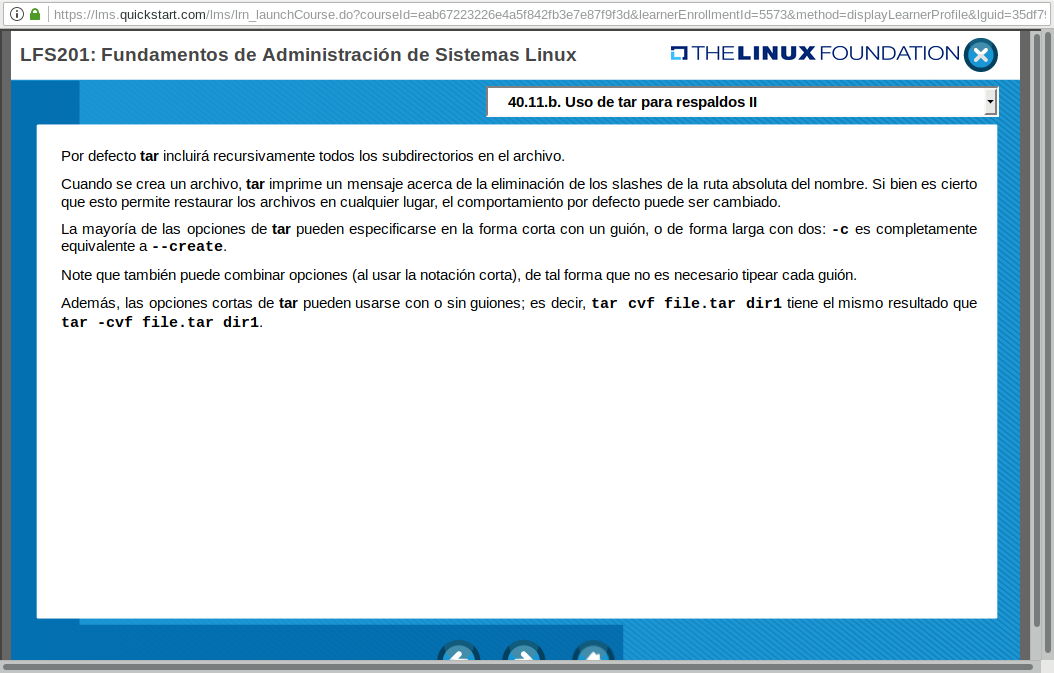 https://lms.quickstart.com/lms/lrn_launchCourse.do?courseId=eab67223226e4a5f842fb3e7e87f9f3d&learnerEnrollmentId=5573&method=displayLearnerProfile&lguid=35df79
LFS201: Fundamentos de Administración de Sistemas Linux
THE LINUX FOUNDATION
40.11.b. Uso de tar para respaldos II
Por defecto tar incluirá recursivamente todos los subdirectorios en el archivo.
Cuando se crea un archivo, tar imprime un mensaje acerca de la eliminación de los slashes de la ruta absoluta del nombre. Si bien es cierto
que esto permite restaurar los archivos en cualquier lugar, el comportamiento por defecto puede ser cambiado.
La mayoría de las opciones de tar pueden especificarse en la forma corta con un guión, o de forma larga con dos: -c es completamente
equivalente a --create.
Note que también puede combinar opciones (al usar la notación corta), de tal forma que no es necesario tipear cada guión.
Además, las opciones cortas de tar pueden usarse con o sin guiones; es decir, tar cvf file.tar dir1 tiene el mismo resultado que
tar -cvf file.tar dir1.